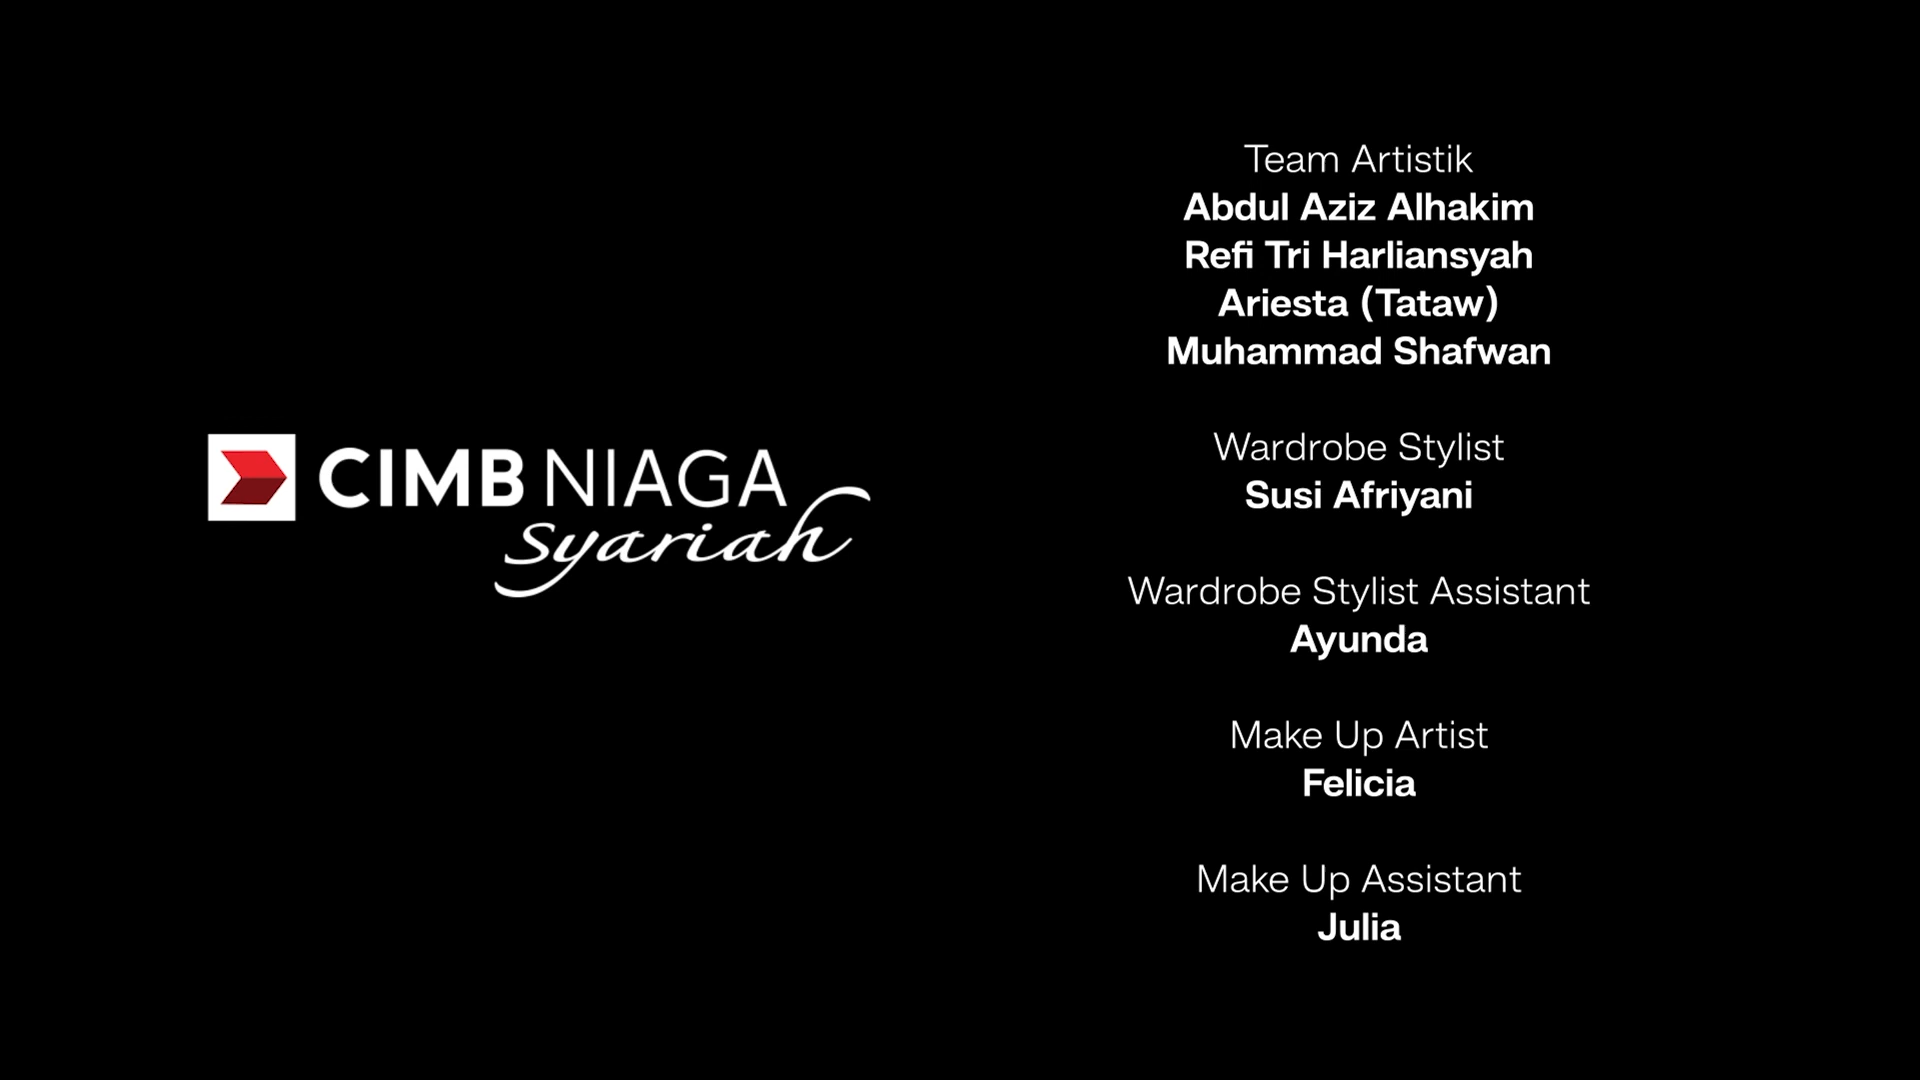 CIMB NIAGA
syariah
Team Artistik
Abdul Aziz Alhakim
Refi Tri Harliansyah
Ariesta (Tataw)
Muhammad Shafwan
Wardrobe Stylist
Susi Afriyani
Wardrobe Stylist Assistant
Ayunda
Make Up Artist
Felicia
Make Up Assistant
Julia